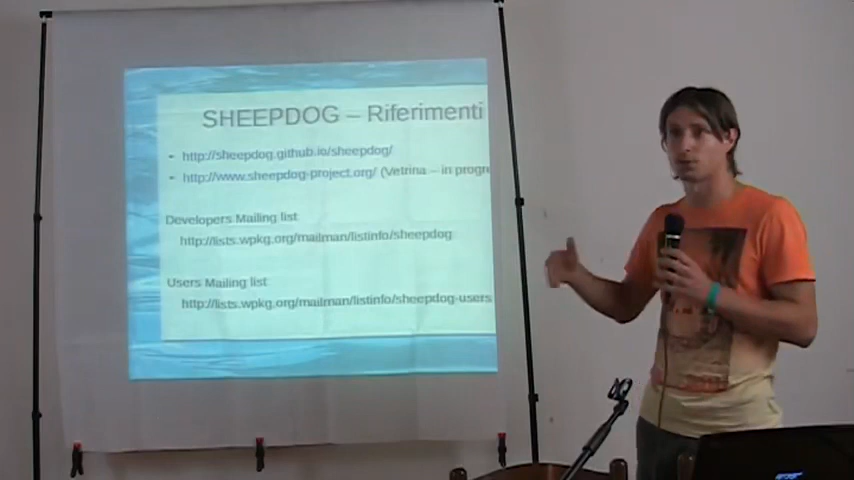 SHEEPDOG – Riferimenti
- http://sheepdog.github.io/sheepdog/
- http://www.sheepdog-project.org/ (Vetrina – in progre
Developers Mailing list
http://lists.wpkg.org/mailman/listinfo/sheepdog
Users Mailing list
http://lists.wpkg.org/mailman/listinfo/sheepdog-users